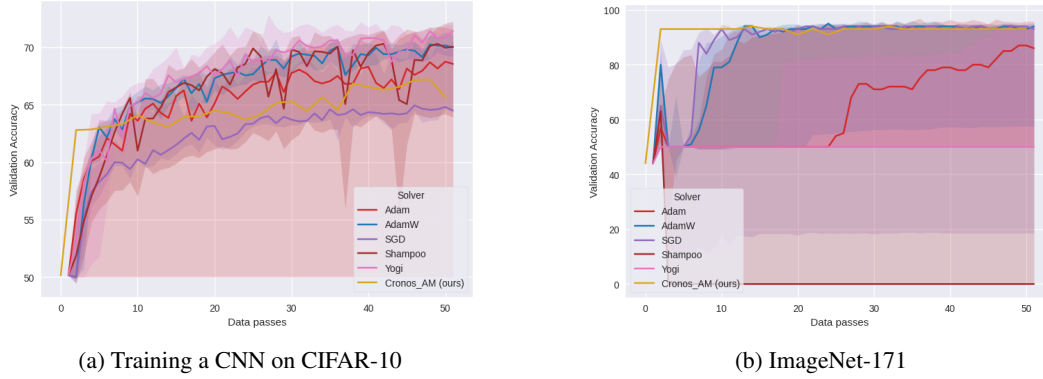 70
65
60
55
50
Validation Accuracy
Solver
Adam
AdamW
SGD
Shampoo
Yogi
Cronos_AM (ours)
0 10 20 30 40 50
Data passes
(a) Training a CNN on CIFAR-10
100
80
60
40
20
0
Validation Accuracy
Solver
Adam
AdamW
SGD
Shampoo
Yogi
Cronos_AM (ours)
0 10 20 30 40 50
Data passes
(b) ImageNet-171